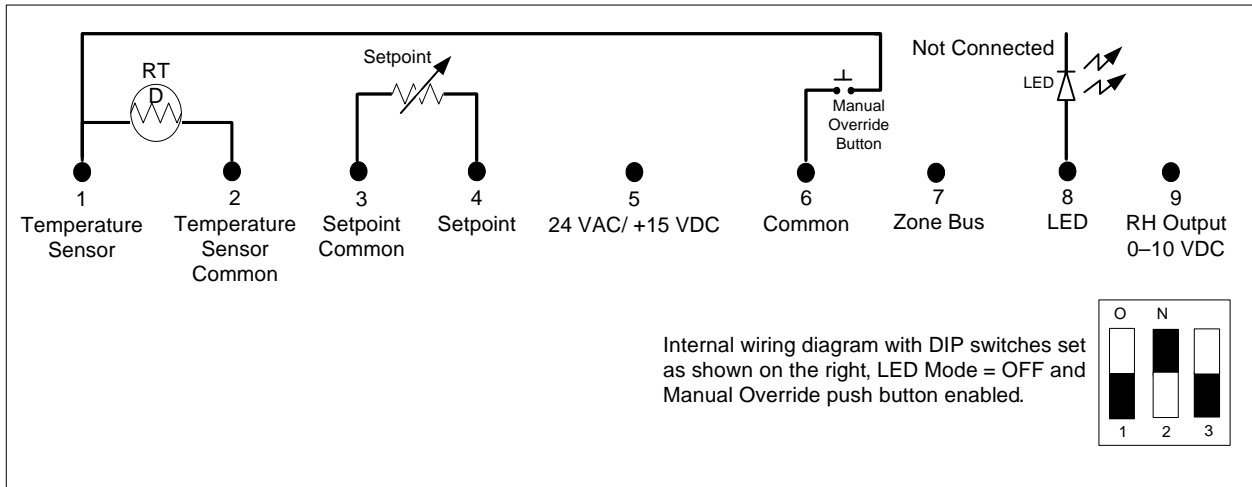 Setpoint
RT
D
Not Connected
LED
Manual
Override
Button
1
Temperature
Sensor
2
Temperature
Sensor
Common
3
Setpoint
Common
4
Setpoint
5
24 VAC/ +15 VDC
6
Common
7
Zone Bus
8
LED
9
RH Output
0–10 VDC
Internal wiring diagram with DIP switches set
as shown on the right, LED Mode = OFF and
Manual Override push button enabled.
O N
1 2 3